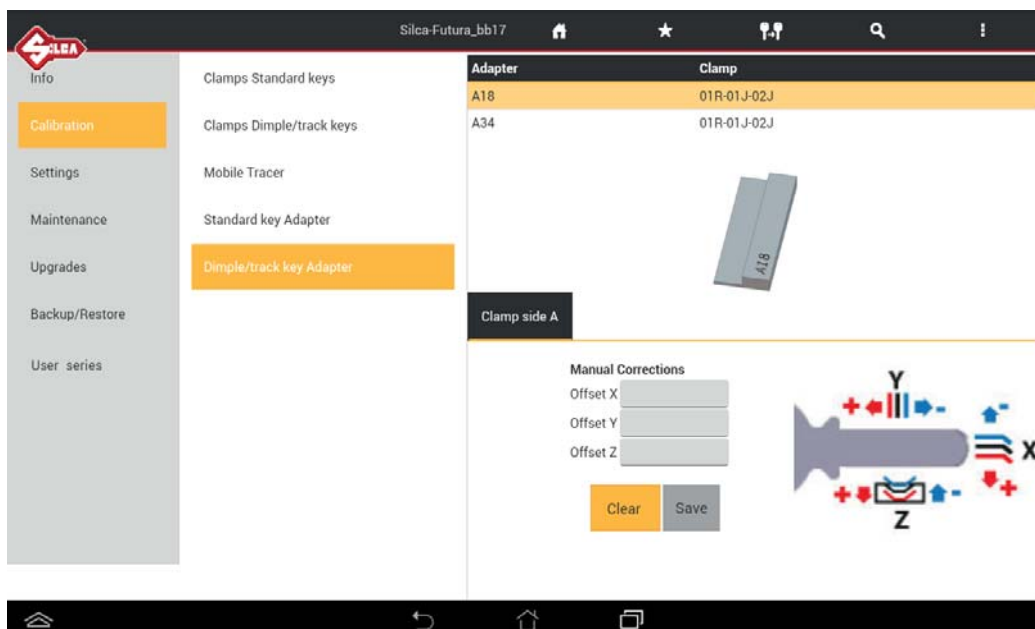 Silca-Futura_bb17
SILCA
Info
Calibration
Settings
Maintenance
Upgrades
Backup/Restore
User series
Clamps Standard keys
Clamps Dimple/track keys
Mobile Tracer
Standard key Adapter
Dimple/track key Adapter
Adapter Clamp
A18 01R-01J-02J
A34 01R-01J-02J
A18
Clamp side A
Manual Corrections
Offset X
Offset Y
Offset Z
Clear Save
Y
+ -
-
X
+
+ -
Z